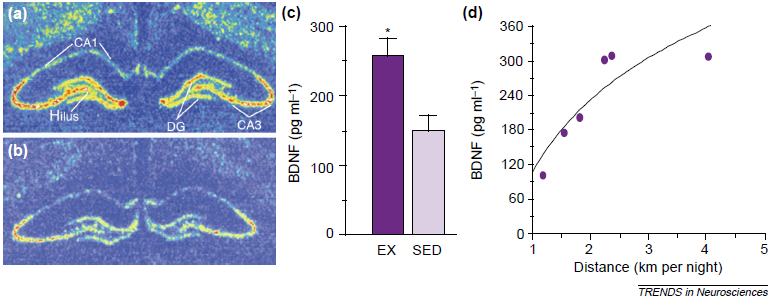 (a)
CA1
Hilus
DG
CA3
(b)
(c)
BDNF (pg ml–1)
300
200
100
0
*
EX
SED
(d)
BDNF (pg ml–1)
360
300
240
180
120
60
0
1
2
3
4
5
Distance (km per night)
TRENDS in Neurosciences